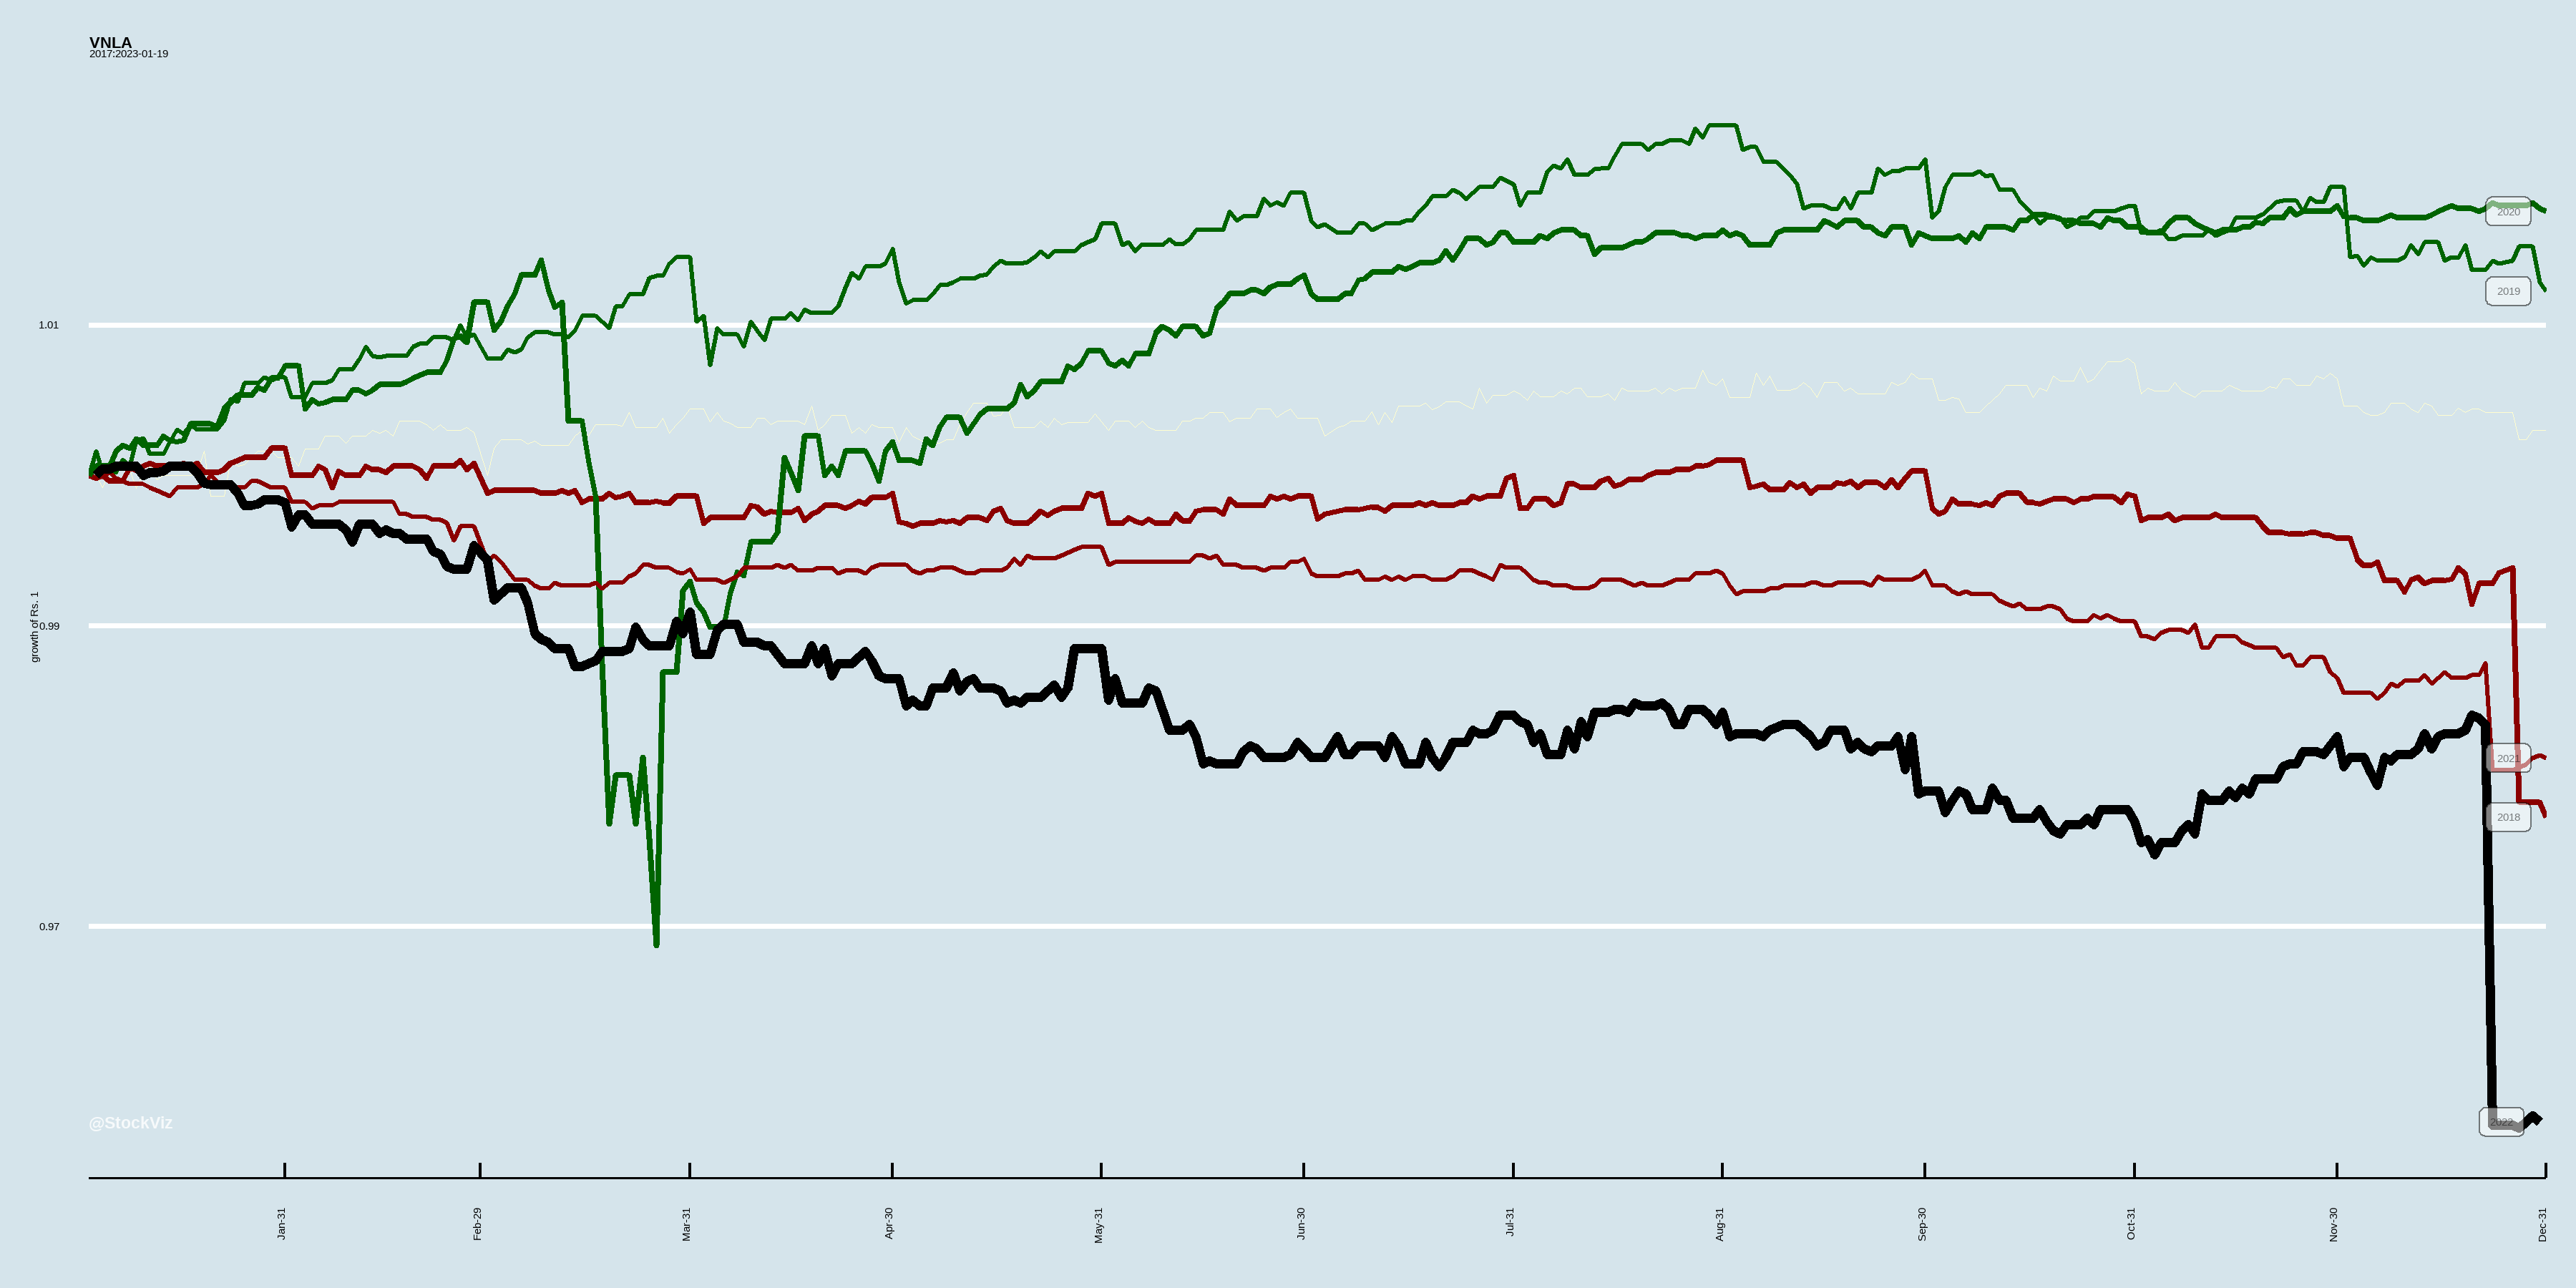 VNLA
2017:2023-01-19
2020
2019
1.01
growth of Rs. 1
0.99
2021
2018
0.97
@StockViz
2022
Jan-31
Feb-29
Mar-31
Apr-30
May-31
Jun-30
Jul-31
Aug-31
Sep-30
Oct-31
Nov-30
Dec-31